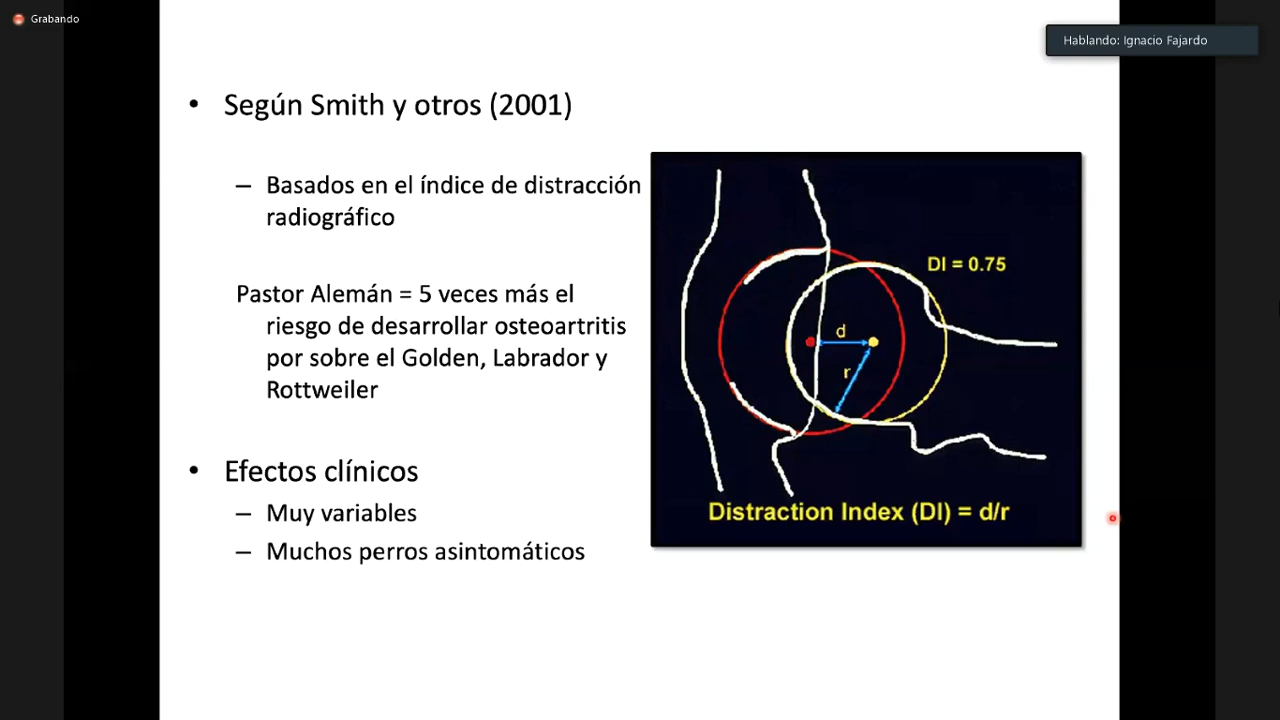 Grabando
Hablando: Ignacio Fajardo
• Según Smith y otros (2001)
– Basados en el índice de distracción
radiográfico
Pastor Alemán = 5 veces más el
riesgo de desarrollar osteoartritis
por sobre el Golden, Labrador y
Rottweiler
• Efectos clínicos
– Muy variables
– Muchos perros asintomáticos
DI = 0.75
d
r
Distraction Index (DI) = d/r